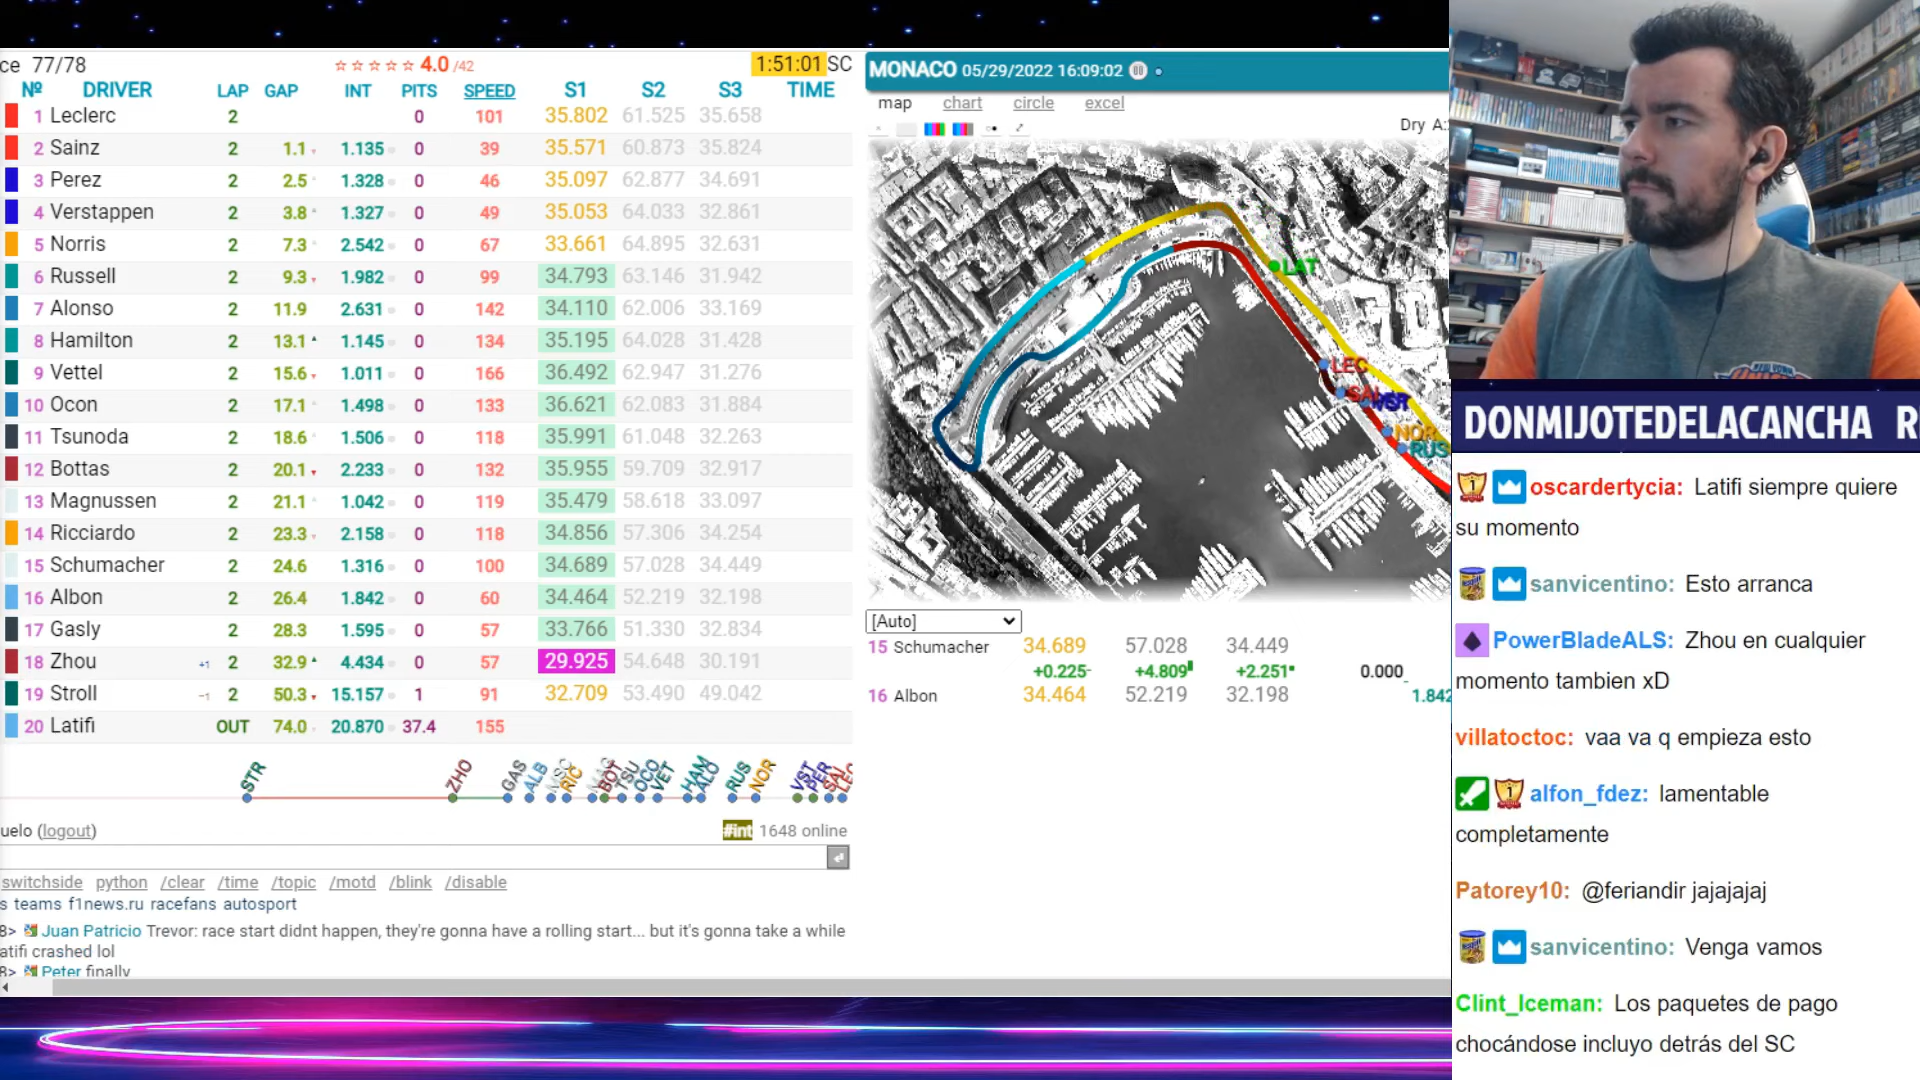 ce 77/78 ☆☆☆☆☆ 4.0 /42 1:51:01 SC
Nº DRIVER LAP GAP INT PITS SPEED S1 S2 S3 TIME
1 Leclerc 2 0 101 35.802 61.525 35.658
2 Sainz 2 1.1 1.135 0 39 35.571 60.873 35.824
3 Perez 2 2.5 1.328 0 46 35.097 62.877 34.691
4 Verstappen 2 3.8 1.327 0 49 35.053 64.033 32.861
5 Norris 2 7.3 2.542 0 67 33.661 64.895 32.631
6 Russell 2 9.3 1.982 0 99 34.793 63.146 31.942
7 Alonso 2 11.9 2.631 0 142 34.110 62.006 33.169
8 Hamilton 2 13.1 1.145 0 134 35.195 64.028 31.428
9 Vettel 2 15.6 1.011 0 166 36.492 62.947 31.276
10 Ocon 2 17.1 1.498 0 133 36.621 62.083 31.884
11 Tsunoda 2 18.6 1.506 0 118 35.991 61.048 32.263
12 Bottas 2 20.1 2.233 0 132 35.955 59.709 32.917
13 Magnussen 2 21.1 1.042 0 119 35.479 58.618 33.097
14 Ricciardo 2 23.3 2.158 0 118 34.856 57.306 34.254
15 Schumacher 2 24.6 1.316 0 100 34.689 57.028 34.449
16 Albon 2 26.4 1.842 0 60 34.464 52.219 32.198
17 Gasly 2 28.3 1.595 0 57 33.766 51.330 32.834
18 Zhou +1 2 32.9 4.434 0 57 29.925 54.648 30.191
19 Stroll -1 2 50.3 15.157 1 91 32.709 53.490 49.042
20 Latifi OUT 74.0 20.870 37.4 155
STR ZHO GAS ALB MSC RIC MAG BOT TSU OCO VET HAM ALO RUS NOR VST PER SAI LEC
uelo (logout) #int 1648 online
switchside python /clear /time /topic /motd /blink /disable
s teams f1news.ru racefans autosport
8> Juan Patricio Trevor: race start didnt happen, they're gonna have a rolling start... but it's gonna take a while
atifi crashed lol
8> Peter finally
MONACO 05/29/2022 16:09:02
map chart circle excel
Dry A:
LAT
LEC
SAI VST
NOR
RUS
[Auto]
15 Schumacher 34.689 57.028 34.449
+0.225 +4.809 +2.251 0.000
16 Albon 34.464 52.219 32.198 1.842
DONMIJOTEDELACANCHA R
oscardertycia: Latifi siempre quiere
su momento
sanvicentino: Esto arranca
PowerBladeALS: Zhou en cualquier
momento tambien xD
villatoctoc: vaa va q empieza esto
alfon_fdez: lamentable
completamente
Patorey10: @feriandir jajajajaj
sanvicentino: Venga vamos
Clint_Iceman: Los paquetes de pago
chocándose incluyo detrás del SC